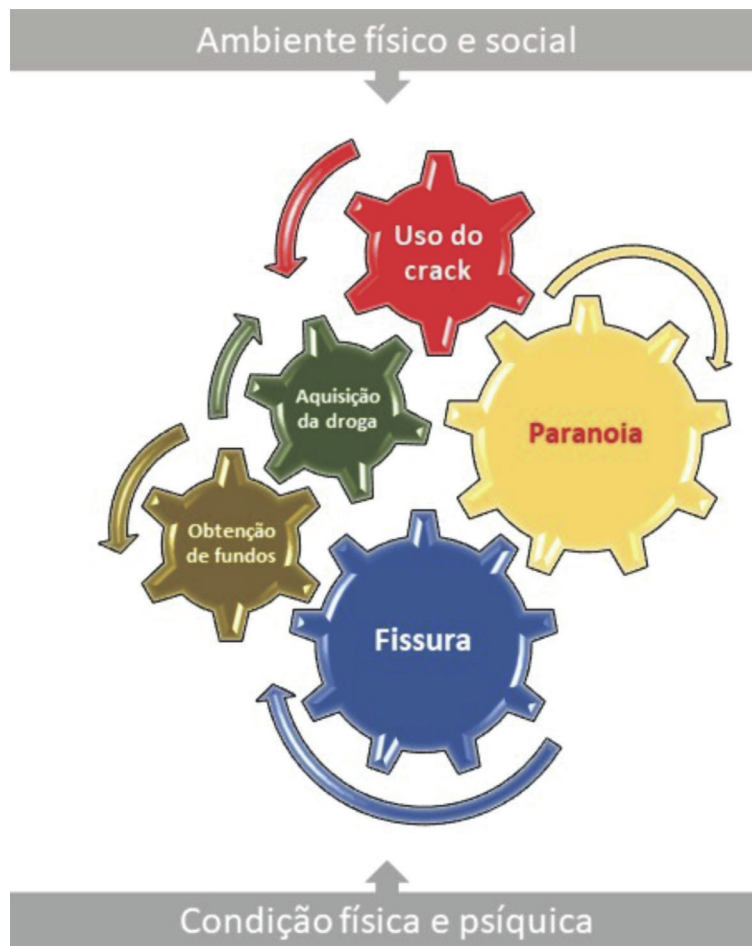 Ambiente físico e social
Uso do
crack
Aquisição
da droga
Paranoia
Obtenção
de fundos
Fissura
Condição física e psíquica